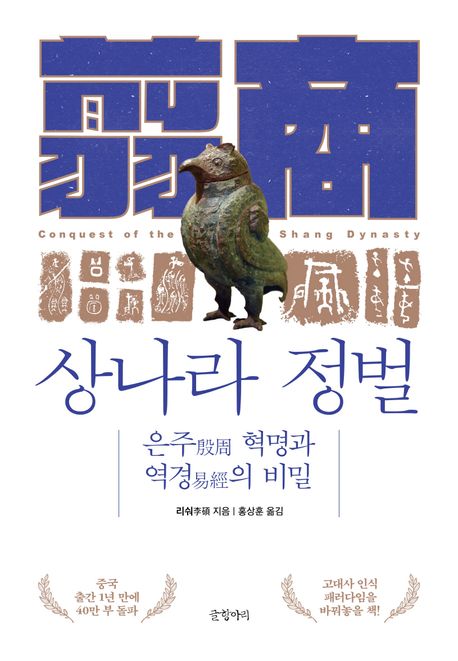 翦商
Conquest of the Shang Dynasty
상나라 정벌
은주殷周 혁명과
역경易經의 비밀
리숴李碩 지음 | 홍상훈 옮김
중국
출간 1년 만에
40만 부 돌파
글항아리
고대사 인식
패러다임을
바꿔놓을 책!